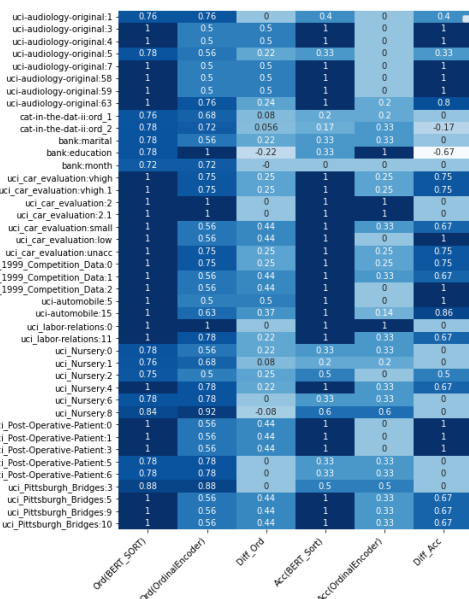 uci-audiology-original:1 0.76 0.76 0 0.4 0 0.4
uci-audiology-original:3 1 0.5 0.5 1 0 1
uci-audiology-original:4 1 0.5 0.5 1 0 1
uci-audiology-original:5 0.78 0.56 0.22 0.33 0 0.33
uci-audiology-original:7 1 0.5 0.5 1 0 1
uci-audiology-original:58 1 0.5 0.5 1 0 1
uci-audiology-original:59 1 0.5 0.5 1 0 1
uci-audiology-original:63 1 0.76 0.24 1 0.2 0.8
cat-in-the-dat-ii:ord_1 0.76 0.68 0.08 0.2 0.2 0
cat-in-the-dat-ii:ord_2 0.78 0.72 0.056 0.17 0.33 -0.17
bank:marital 0.78 0.56 0.22 0.33 0.33 0
bank:education 0.78 1 -0.22 0.33 1 -0.67
bank:month 0.72 0.72 -0 0 0 0
uci_car_evaluation:vhigh 1 0.75 0.25 1 0.25 0.75
uci_car_evaluation:vhigh.1 1 0.75 0.25 1 0.25 0.75
uci_car_evaluation:2 1 1 0 1 1 0
uci_car_evaluation:2.1 1 1 0 1 1 0
uci_car_evaluation:small 1 0.56 0.44 1 0.33 0.67
uci_car_evaluation:low 1 0.56 0.44 1 0 1
uci_car_evaluation:unacc 1 0.75 0.25 1 0.25 0.75
_1999_Competition_Data:0 1 0.75 0.25 1 0.25 0.75
_1999_Competition_Data:1 1 0.56 0.44 1 0.33 0.67
_1999_Competition_Data:2 1 0.56 0.44 1 0 1
uci-automobile:5 1 0.5 0.5 1 0 1
uci-automobile:15 1 0.63 0.37 1 0.14 0.86
uci_labor-relations:0 1 1 0 1 1 0
uci_labor-relations:11 1 0.78 0.22 1 0.33 0.67
uci_Nursery:0 0.78 0.56 0.22 0.33 0.33 0
uci_Nursery:1 0.76 0.68 0.08 0.2 0.2 0
uci_Nursery:2 0.75 0.5 0.25 0.5 0 0.5
uci_Nursery:4 1 0.78 0.22 1 0.33 0.67
uci_Nursery:6 0.78 0.78 0 0.33 0.33 0
uci_Nursery:8 0.84 0.92 -0.08 0.6 0.6 0
ci_Post-Operative-Patient:0 1 0.56 0.44 1 0 1
ci_Post-Operative-Patient:1 1 0.56 0.44 1 0 1
ci_Post-Operative-Patient:3 1 0.56 0.44 1 0 1
ci_Post-Operative-Patient:5 0.78 0.78 0 0.33 0.33 0
ci_Post-Operative-Patient:6 0.78 0.78 0 0.33 0.33 0
uci_Pittsburgh_Bridges:3 0.88 0.88 0 0.5 0.5 0
uci_Pittsburgh_Bridges:5 1 0.56 0.44 1 0.33 0.67
uci_Pittsburgh_Bridges:9 1 0.56 0.44 1 0.33 0.67
uci_Pittsburgh_Bridges:10 1 0.56 0.44 1 0.33 0.67
Ord(BERT_SORT) Ord(OrdinalEncoder) Diff_Ord Acc(BERT_Sort) Acc(OrdinalEncoder) Diff_Acc